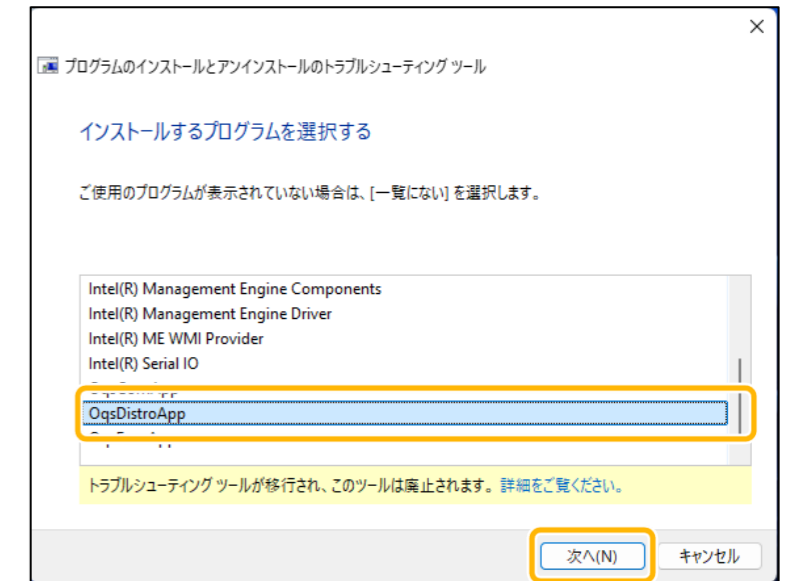 プログラムのインストールとアンインストールのトラブルシューティング ツール
インストールするプログラムを選択する
ご使用のプログラムが表示されていない場合は、[一覧にない] を選択します。
Intel(R) Management Engine Components
Intel(R) Management Engine Driver
Intel(R) ME WMI Provider
Intel(R) Serial IO
OqsDistroApp
トラブルシューティング ツールが移行され、このツールは廃止されます。 詳細をご覧ください。
次へ(N)
キャンセル